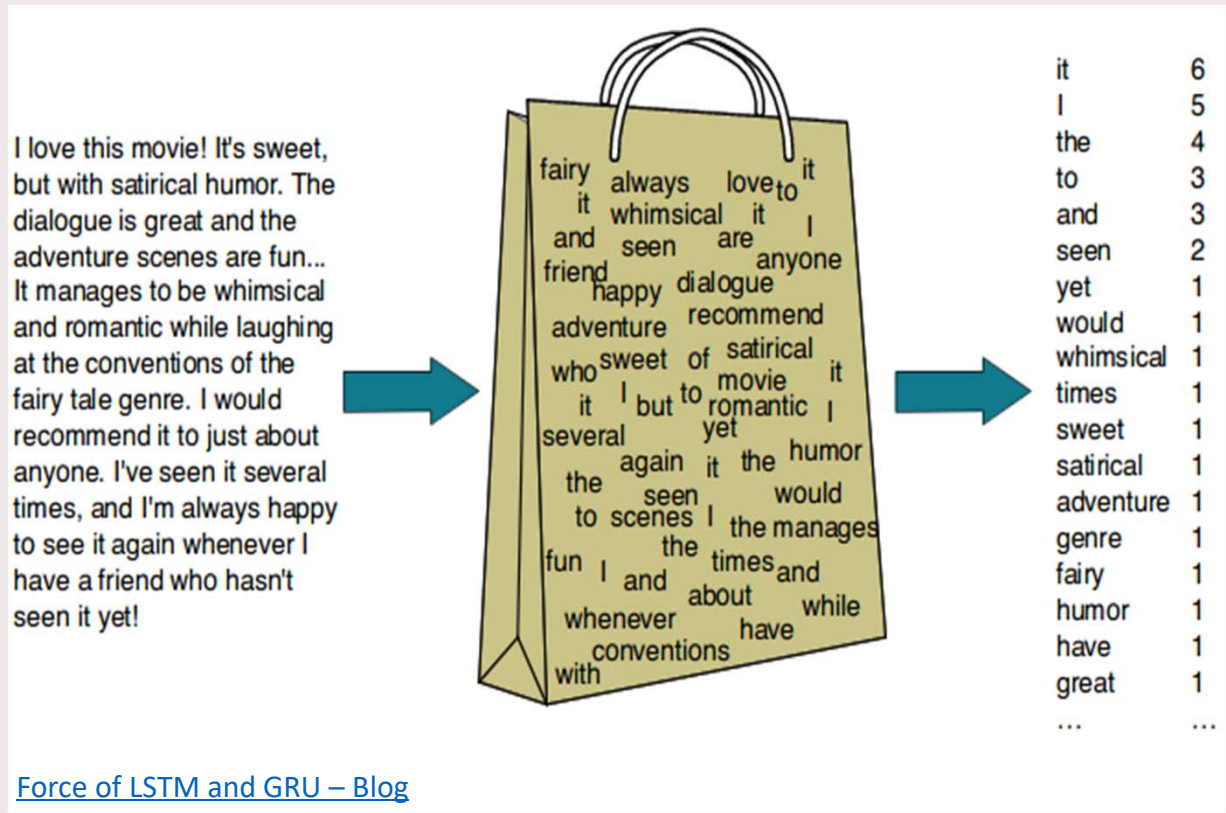 I love this movie! It's sweet,
but with satirical humor. The
dialogue is great and the
adventure scenes are fun...
It manages to be whimsical
and romantic while laughing
at the conventions of the
fairy tale genre. I would
recommend it to just about
anyone. I've seen it several
times, and I'm always happy
to see it again whenever I
have a friend who hasn't
seen it yet!
fairy always love to it
it whimsical it I
and seen are anyone
friend happy dialogue
adventure recommend
who sweet of satirical
it I but to movie it
romantic I
several yet
again it the humor
the seen would
to scenes I the manages
fun I and the times and
about while
whenever have
conventions
with
it 6
I 5
the 4
to 3
and 3
seen 2
yet 1
would 1
whimsical 1
times 1
sweet 1
satirical 1
adventure 1
genre 1
fairy 1
humor 1
have 1
great 1
... ...
Force of LSTM and GRU – Blog